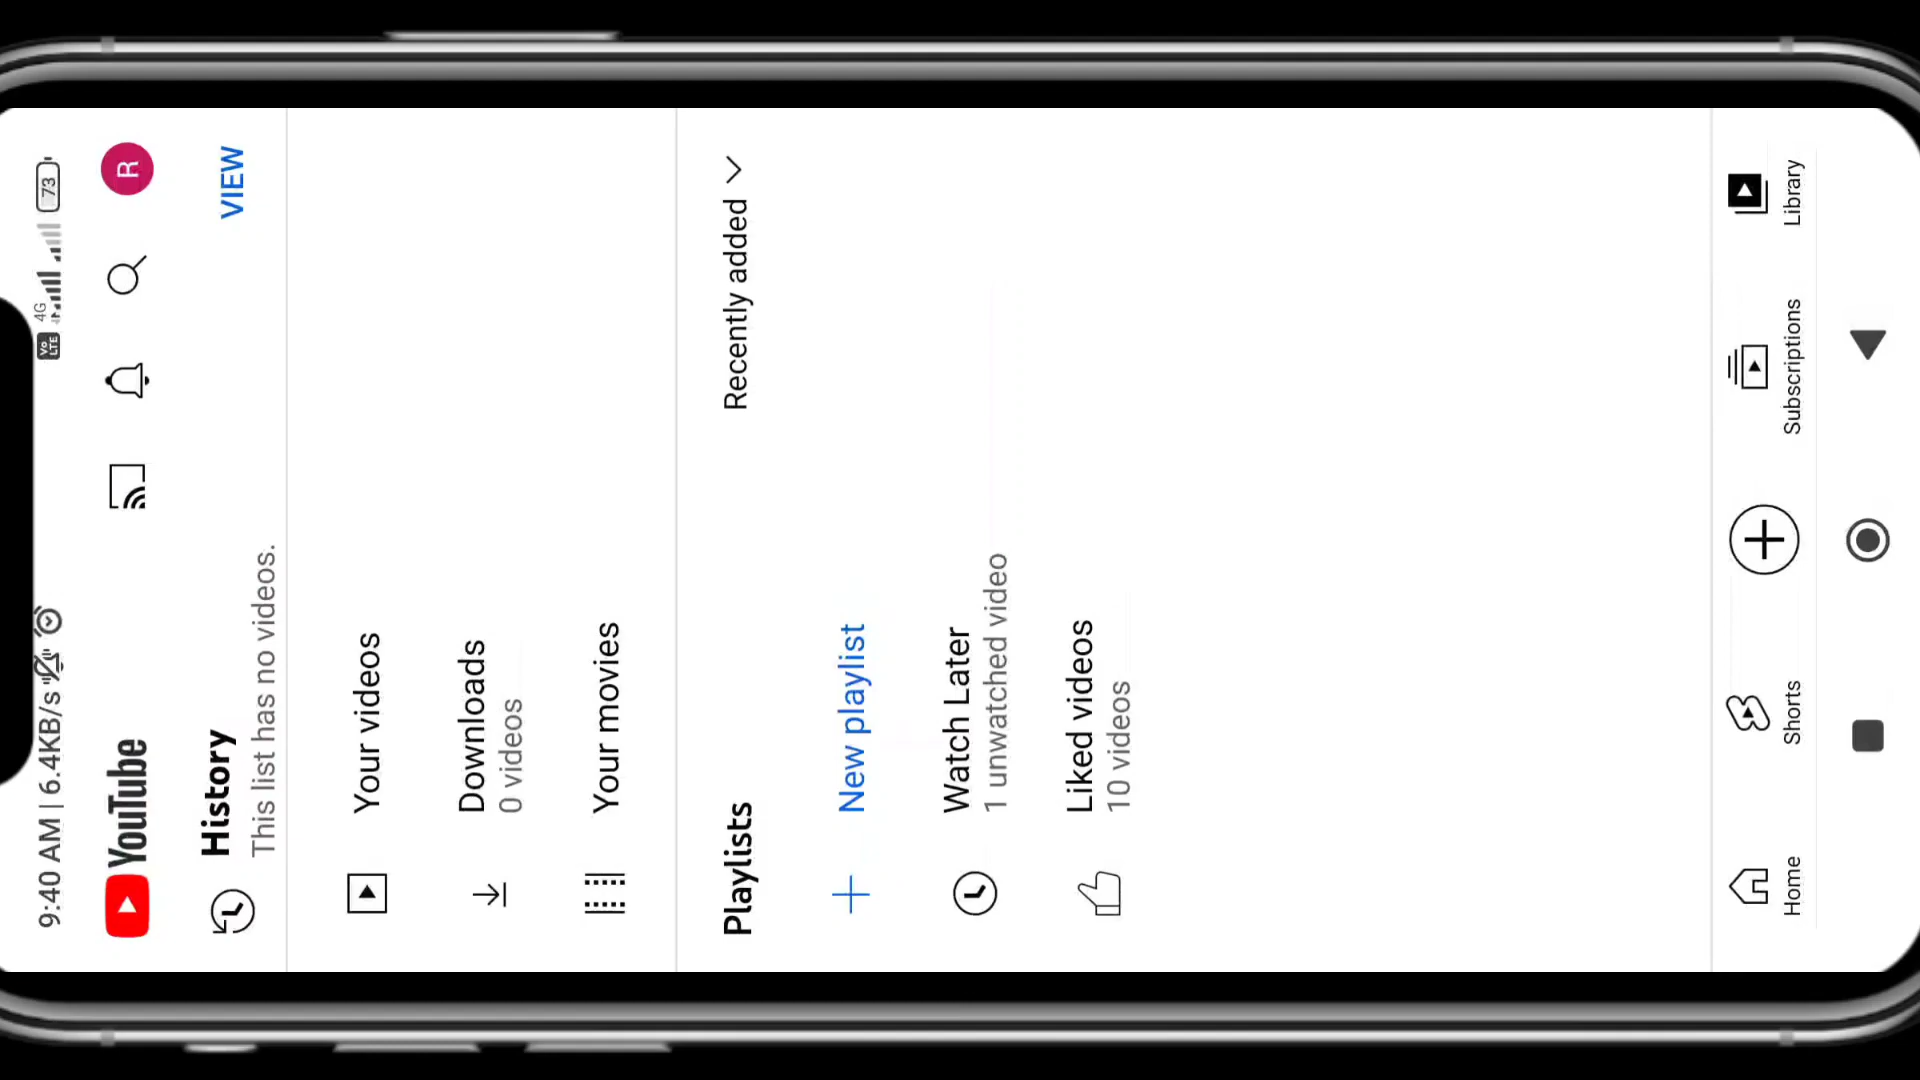 9:40 AM | 6.4KB/s
Vo LTE 4G 73
YouTube
R
History
VIEW
This list has no videos.
Your videos
Downloads
0 videos
Your movies
Playlists
Recently added
New playlist
Watch Later
1 unwatched video
Liked videos
10 videos
Home
Shorts
Subscriptions
Library